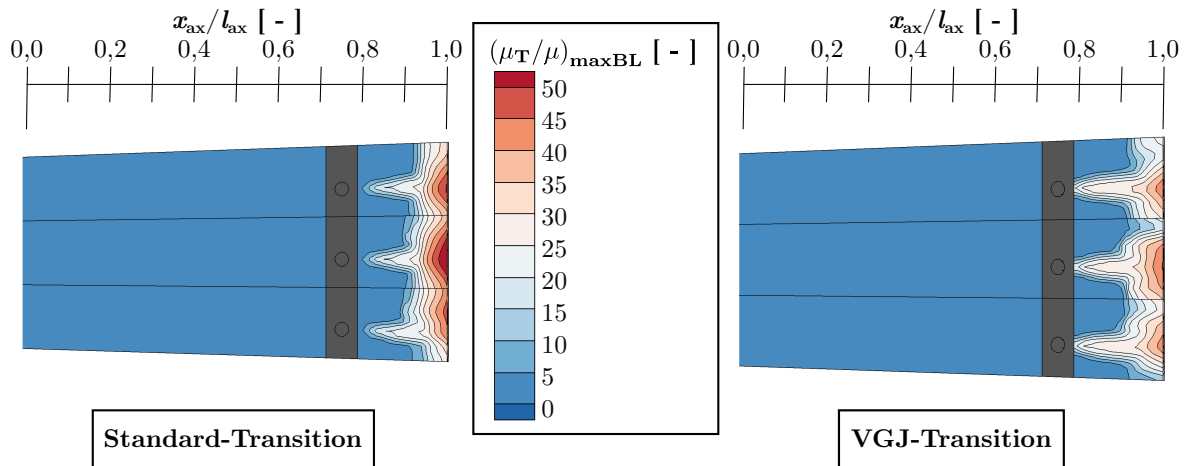 x_ax/l_ax [ - ]
0,0 0,2 0,4 0,6 0,8 1.0
(μ_T/μ)_maxBL [ - ]
50
45
40
35
30
25
20
15
10
5
0
x_ax/l_ax [ - ]
0,0 0,2 0,4 0,6 0,8 1.0
Standard-Transition
VGJ-Transition